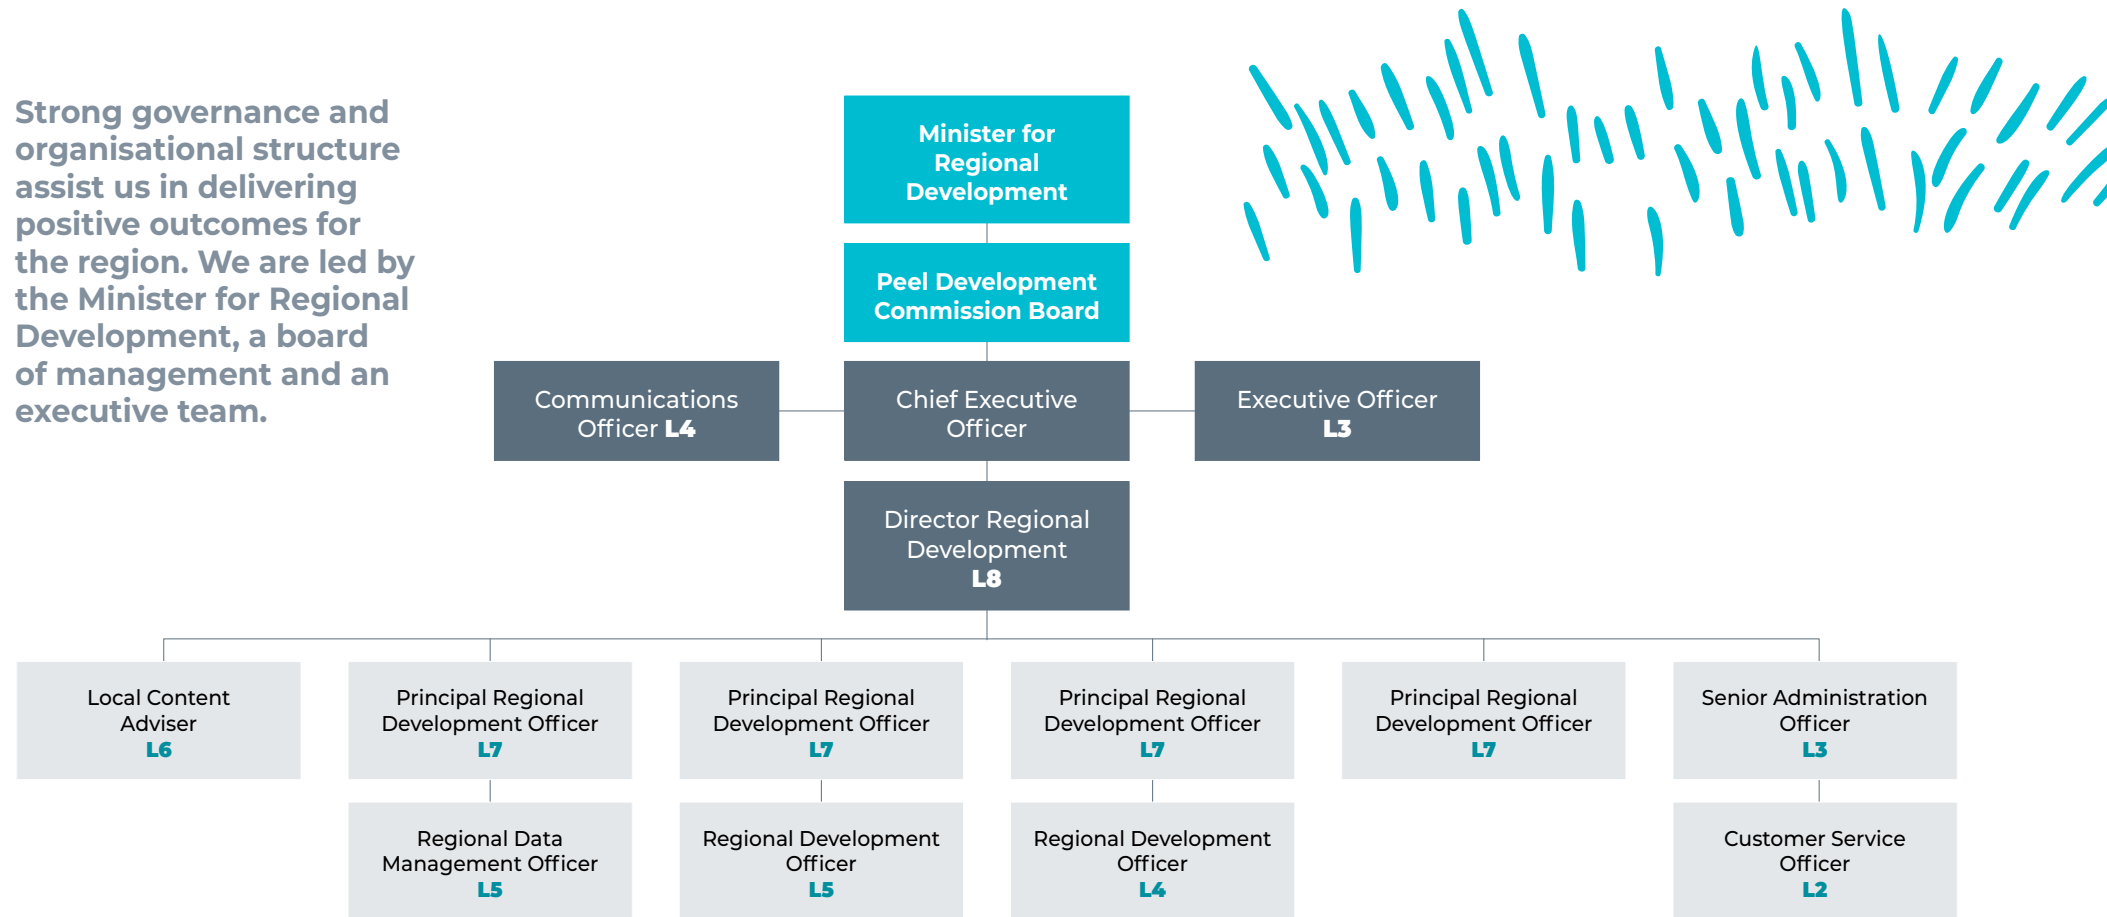 Strong governance and
organisational structure
assist us in delivering
positive outcomes for
the region. We are led by
the Minister for Regional
Development, a board
of management and an
executive team.
Minister for
Regional
Development
Peel Development
Commission Board
Communications
Officer L4
Chief Executive
Officer
Executive Officer
L3
Director Regional
Development
L8
Local Content
Adviser
L6
Principal Regional
Development Officer
L7
Principal Regional
Development Officer
L7
Principal Regional
Development Officer
L7
Principal Regional
Development Officer
L7
Senior Administration
Officer
L3
Regional Data
Management Officer
L5
Regional Development
Officer
L5
Regional Development
Officer
L4
Customer Service
Officer
L2